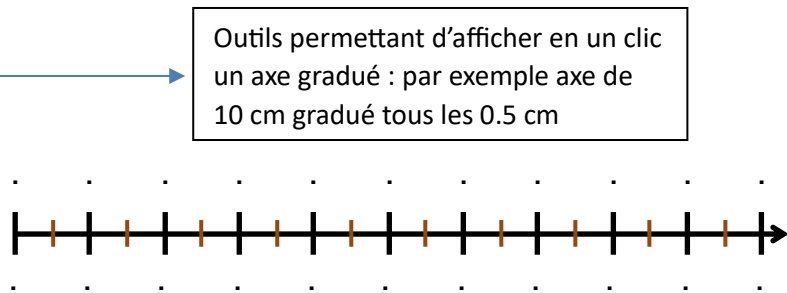 Outils permettant d’afficher en un clic
un axe gradué : par exemple axe de
10 cm gradué tous les 0.5 cm